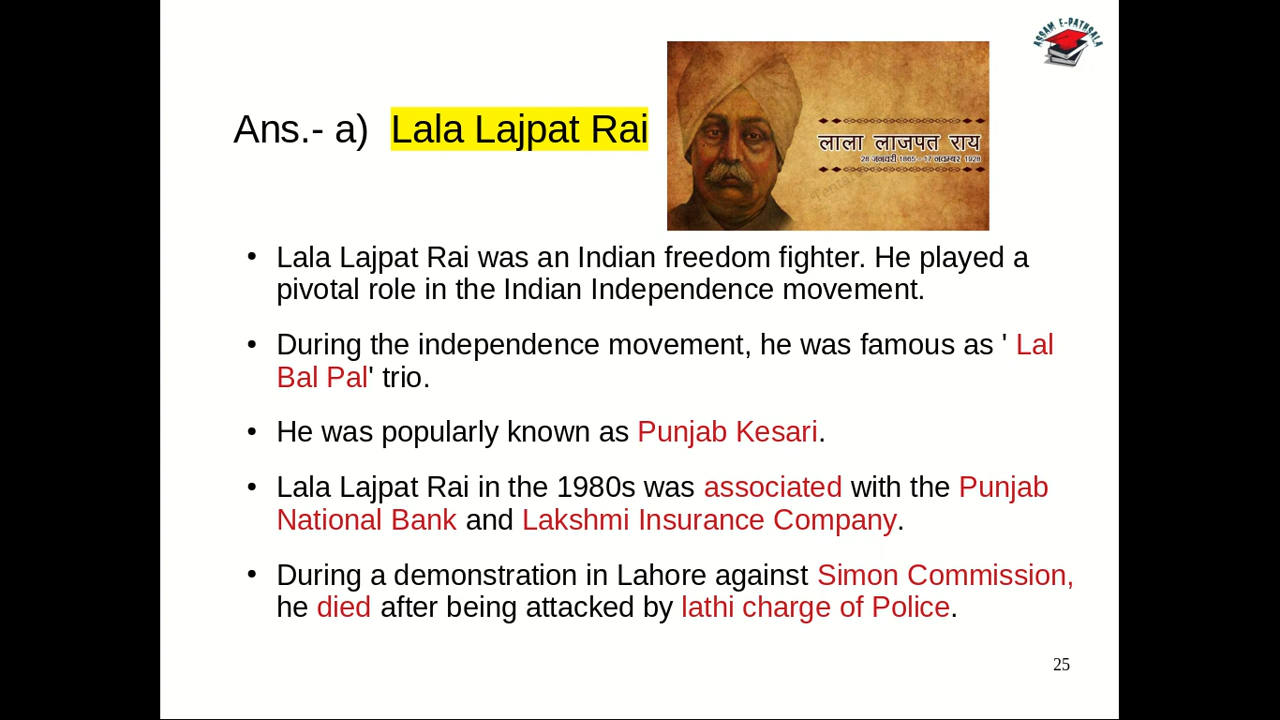 ASSAM E-PATHSALA
Ans.- a) Lala Lajpat Rai
लाला लाजपत राय
28 जनवरी 1865 - 17 नवम्बर 1928
• Lala Lajpat Rai was an Indian freedom fighter. He played a
pivotal role in the Indian Independence movement.
• During the independence movement, he was famous as ' Lal
Bal Pal' trio.
• He was popularly known as Punjab Kesari.
• Lala Lajpat Rai in the 1980s was associated with the Punjab
National Bank and Lakshmi Insurance Company.
• During a demonstration in Lahore against Simon Commission,
he died after being attacked by lathi charge of Police.
25